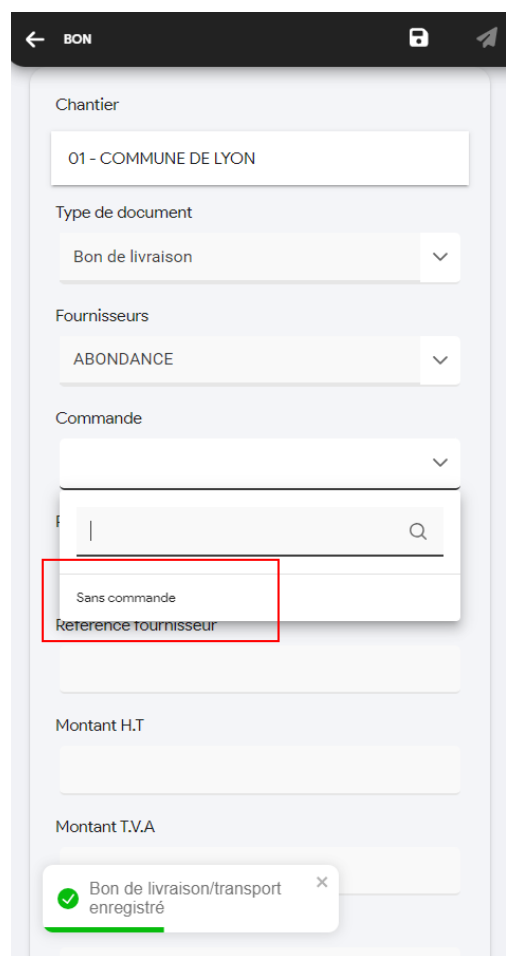 BON
Chantier
01 - COMMUNE DE LYON
Type de document
Bon de livraison
Fournisseurs
ABONDANCE
Commande
Sans commande
Référence fournisseur
Montant H.T
Montant T.V.A
Bon de livraison/transport
enregistré